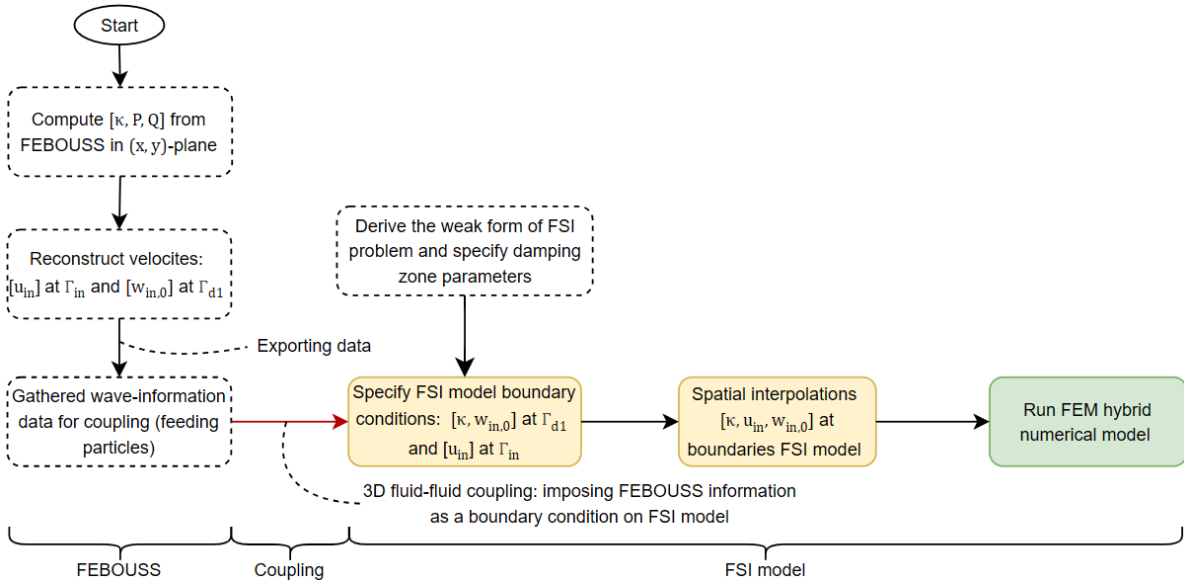 Start
Compute [κ, P, Q] from
FEBOUSS in (x, y)-plane
Reconstruct velocites:
[u_in] at Γ_in and [w_in,0] at Γ_d1
Exporting data
Gathered wave-information
data for coupling (feeding
particles)
Derive the weak form of FSI
problem and specify damping
zone parameters
Specify FSI model boundary
conditions: [κ, w_in,0] at Γ_d1
and [u_in] at Γ_in
Spatial interpolations
[κ, u_in, w_in,0] at
boundaries FSI model
Run FEM hybrid
numerical model
3D fluid-fluid coupling: imposing FEBOUSS information
as a boundary condition on FSI model
FEBOUSS
Coupling
FSI model